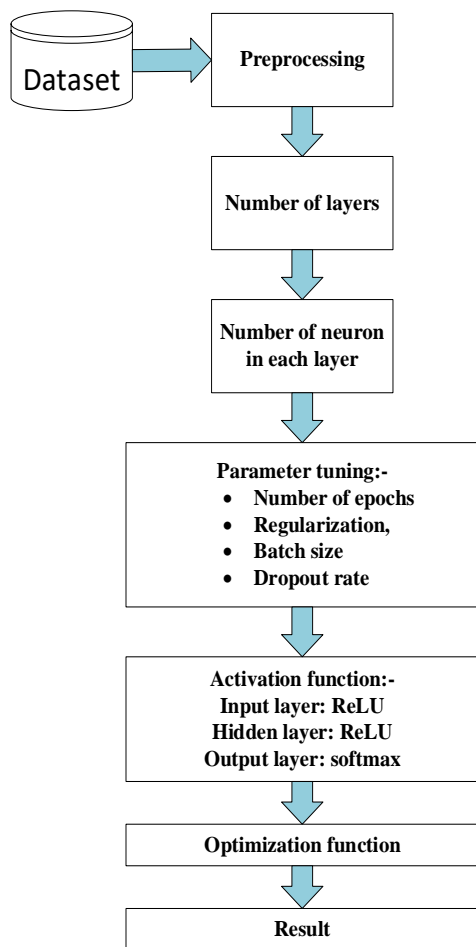 Dataset
Preprocessing
Number of layers
Number of neuron
in each layer
Parameter tuning:-
• Number of epochs
• Regularization,
• Batch size
• Dropout rate
Activation function:-
Input layer: ReLU
Hidden layer: ReLU
Output layer: softmax
Optimization function
Result